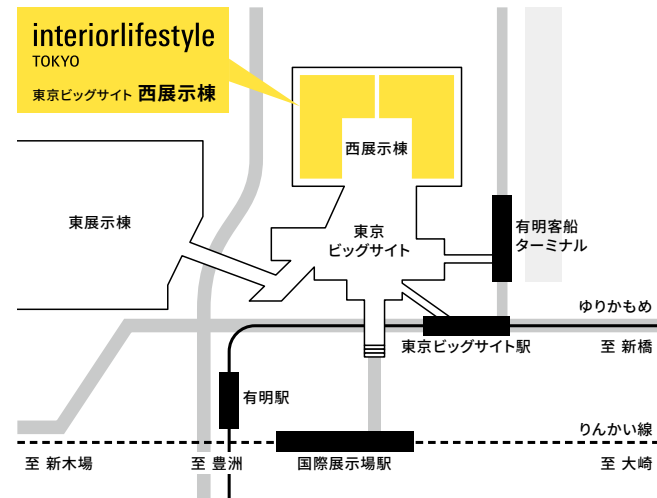 interiorlifestyle
TOKYO
東京ビッグサイト 西展示棟
西展示棟
東展示棟
東京
ビッグサイト
有明客船
ターミナル
ゆりかもめ
東京ビッグサイト駅
至 新橋
有明駅
りんかい線
至 新木場
至 豊洲
国際展示場駅
至 大崎